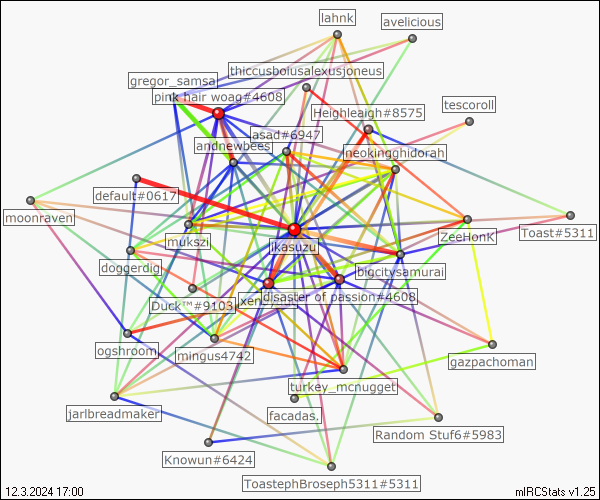 lahnk
avelicious
thiccusbolusalexusjoneus
gregor_samsa
pink hair woag#4608
Heighleaigh#8575
tescoroll
asad#6947
andnewbees
neokingghidorah
default#0617
moonraven
Toast#5311
mukszi
ikasuzu
ZeeHonK
doggerdig
bigcitysamurai
disaster of passion#4608
Duck™#9103
ogshroom
mingus4742
gazpachoman
turkey_mcnugget
jarlbreadmaker
facadas.
Random Stuf6#5983
Knowun#6424
ToastephBroseph5311#5311
12.3.2024 17:00
mIRCStats v1.25